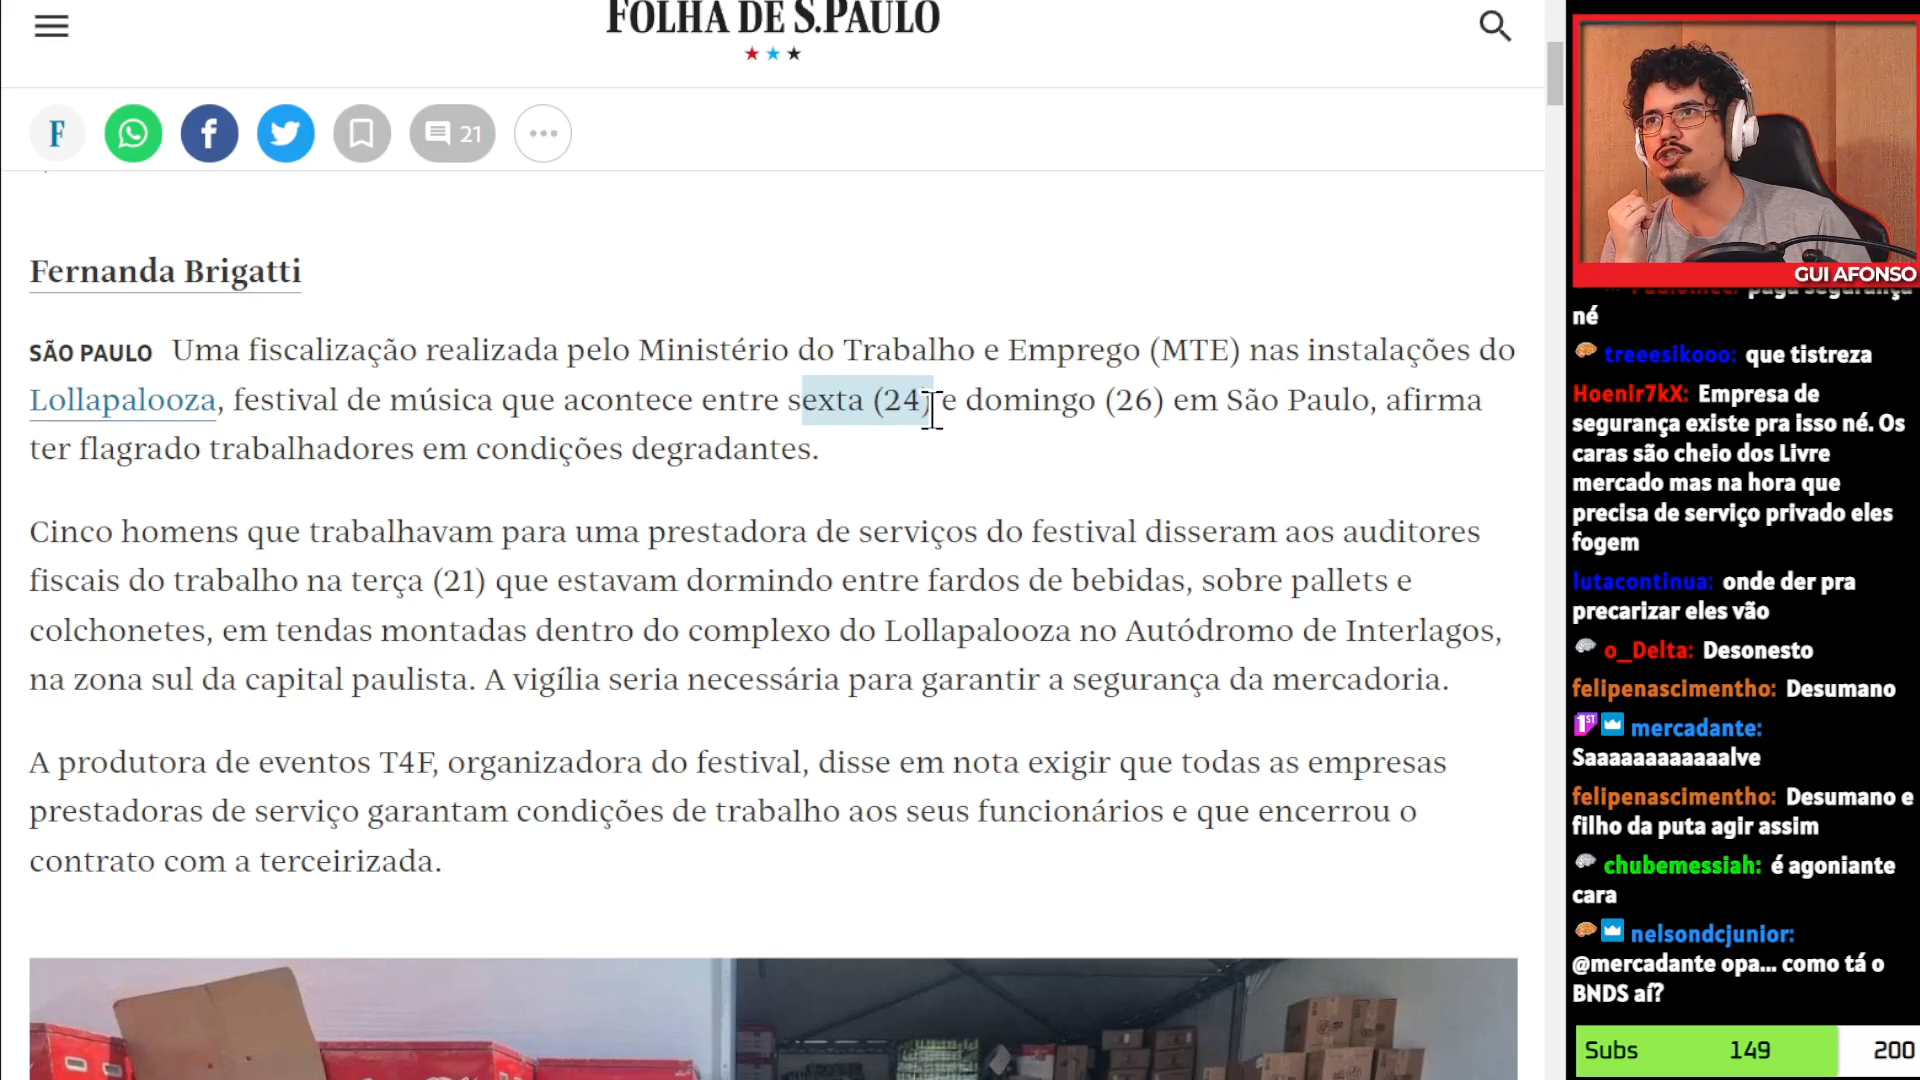 FOLHA DE S.PAULO
F
f
21
Fernanda Brigatti
SÃO PAULO Uma fiscalização realizada pelo Ministério do Trabalho e Emprego (MTE) nas instalações do
Lollapalooza, festival de música que acontece entre sexta (24) e domingo (26) em São Paulo, afirma
ter flagrado trabalhadores em condições degradantes.
Cinco homens que trabalhavam para uma prestadora de serviços do festival disseram aos auditores
fiscais do trabalho na terça (21) que estavam dormindo entre fardos de bebidas, sobre pallets e
colchonetes, em tendas montadas dentro do complexo do Lollapalooza no Autódromo de Interlagos,
na zona sul da capital paulista. A vigília seria necessária para garantir a segurança da mercadoria.
A produtora de eventos T4F, organizadora do festival, disse em nota exigir que todas as empresas
prestadoras de serviço garantam condições de trabalho aos seus funcionários e que encerrou o
contrato com a terceirizada.
GUI AFONSO
paga segurança
né
treeesikooo: que tistreza
Hoenir7kX: Empresa de
segurança existe pra isso né. Os
caras são cheio dos Livre
mercado mas na hora que
precisa de serviço privado eles
fogem
lutacontinua: onde der pra
precarizar eles vão
o_Delta: Desonesto
felipenascimentho: Desumano
1ST mercadante:
Saaaaaaaaaaalve
felipenascimentho: Desumano e
filho da puta agir assim
chubemessiah: é agoniante
cara
nelsondcjunior:
@mercadante opa... como tá o
BNDS aí?
Subs 149 200